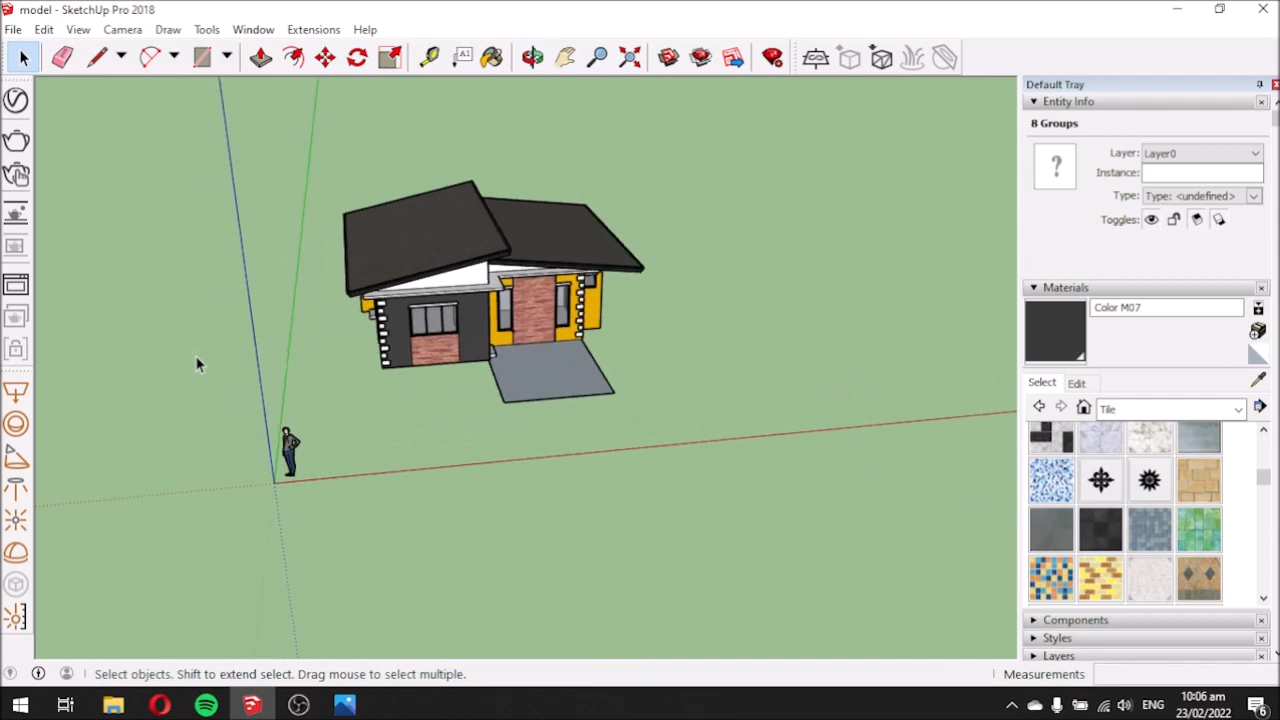 model - SketchUp Pro 2018
File Edit View Camera Draw Tools Window Extensions Help
A1
Default Tray
Entity Info
8 Groups
Layer: Layer0
Instance:
Type: Type: <undefined>
Toggles:
?
Materials
Color M07
Select Edit
Tile
Components
Styles
Layers
Select objects. Shift to extend select. Drag mouse to select multiple.
Measurements
ENG
10:06 am
23/02/2022
6